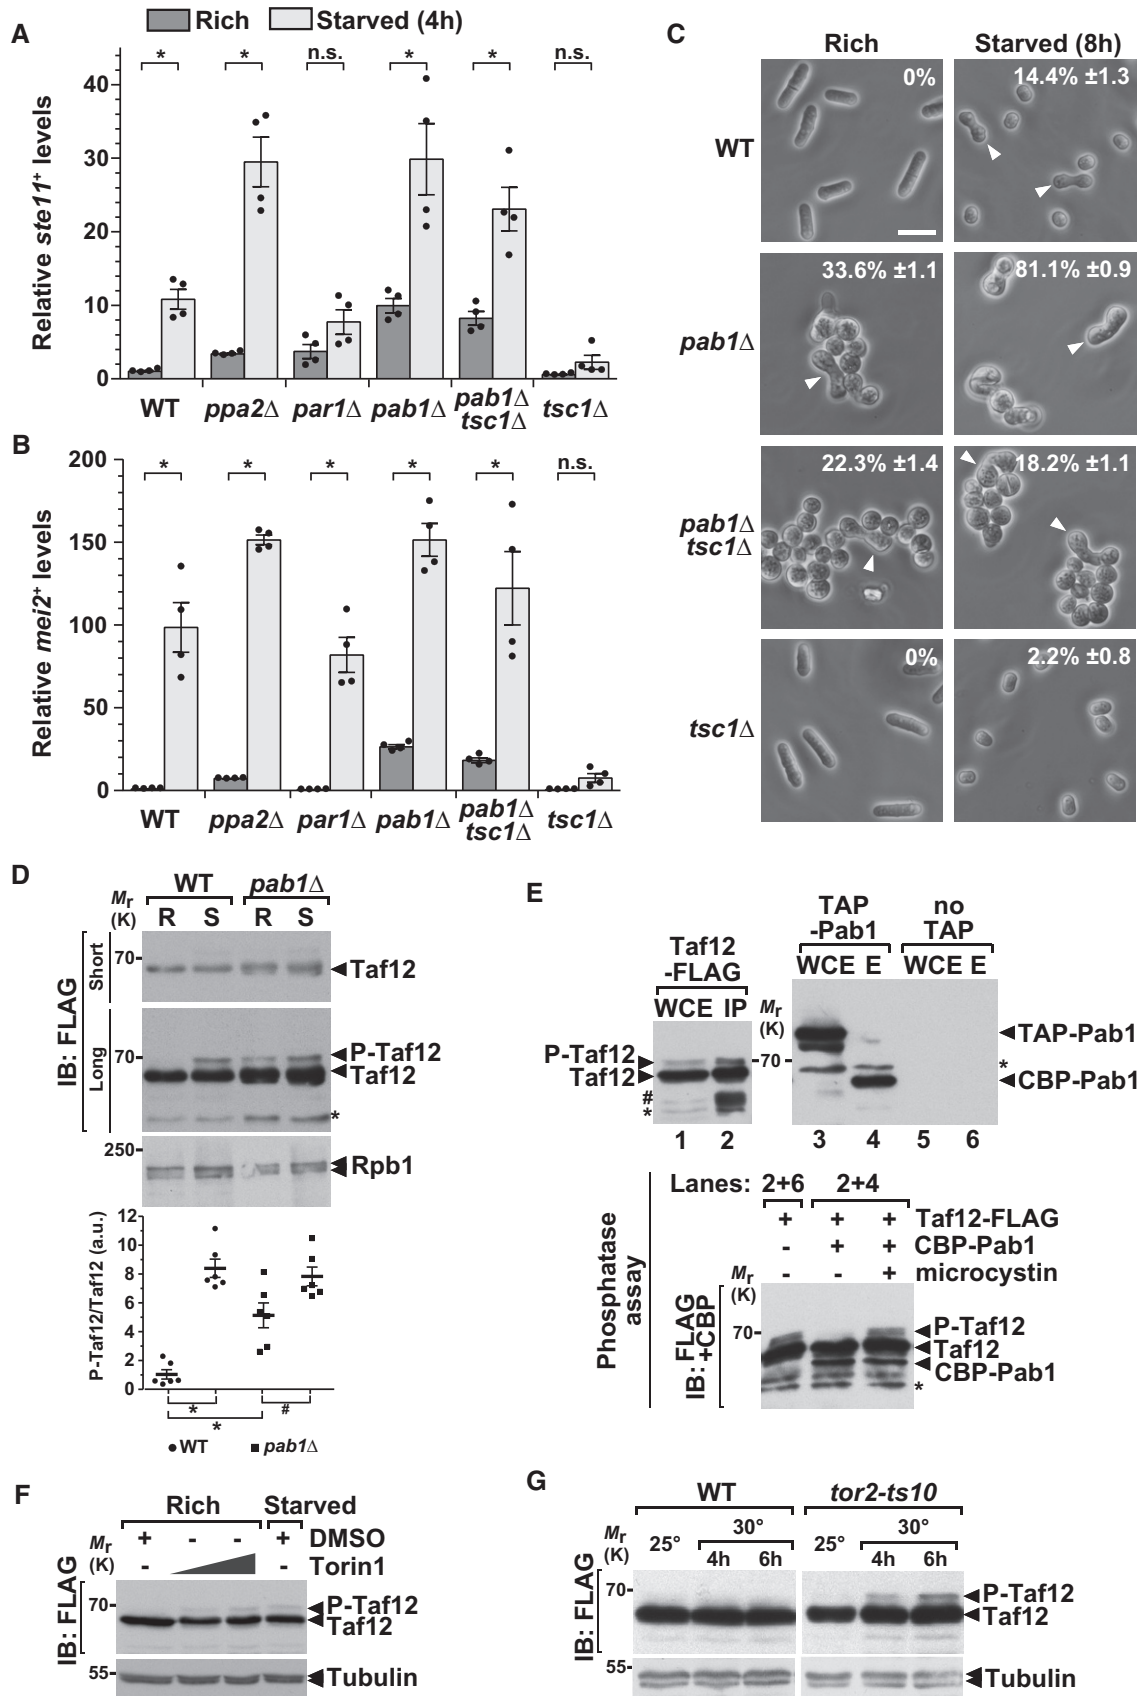 A
Rich
Starved (4h)
Relative ste11+ levels
40
30
20
10
0
*
*
n.s.
*
*
n.s.
WT
ppa2Δ
par1Δ
pab1Δ
pab1Δ tsc1Δ
tsc1Δ
B
Relative mei2+ levels
200
150
100
50
0
*
*
*
*
*
n.s.
WT
ppa2Δ
par1Δ
pab1Δ
pab1Δ tsc1Δ
tsc1Δ
C
Rich
Starved (8h)
WT
0%
14.4% ±1.3
pab1Δ
33.6% ±1.1
81.1% ±0.9
pab1Δ tsc1Δ
22.3% ±1.4
18.2% ±1.1
tsc1Δ
0%
2.2% ±0.8
D
WT
pab1Δ
Mr (K)
R S R S
IB: FLAG
Short
70
Taf12
Long
70
P-Taf12
Taf12
*
250
Rpb1
P-Taf12/Taf12 (a.u.)
12
10
8
6
4
2
0
*
#
*
WT
pab1Δ
E
Taf12 -FLAG
WCE IP
TAP -Pab1
WCE E
no TAP
WCE E
Mr (K)
70
P-Taf12
Taf12
#
*
TAP-Pab1
*
CBP-Pab1
1 2 3 4 5 6
Phosphatase assay
Lanes: 2+6 2+4
+ + + Taf12-FLAG
- + + CBP-Pab1
- - + microcystin
Mr (K)
70
IB: FLAG +CBP
P-Taf12
Taf12
CBP-Pab1
*
F
Rich
Starved
Mr (K)
+ - - + DMSO
- - Torin1
IB: FLAG
70
P-Taf12
Taf12
55
Tubulin
G
WT
tor2-ts10
Mr (K)
25° 30° 25° 30°
4h 6h 4h 6h
IB: FLAG
70
P-Taf12
Taf12
55
Tubulin